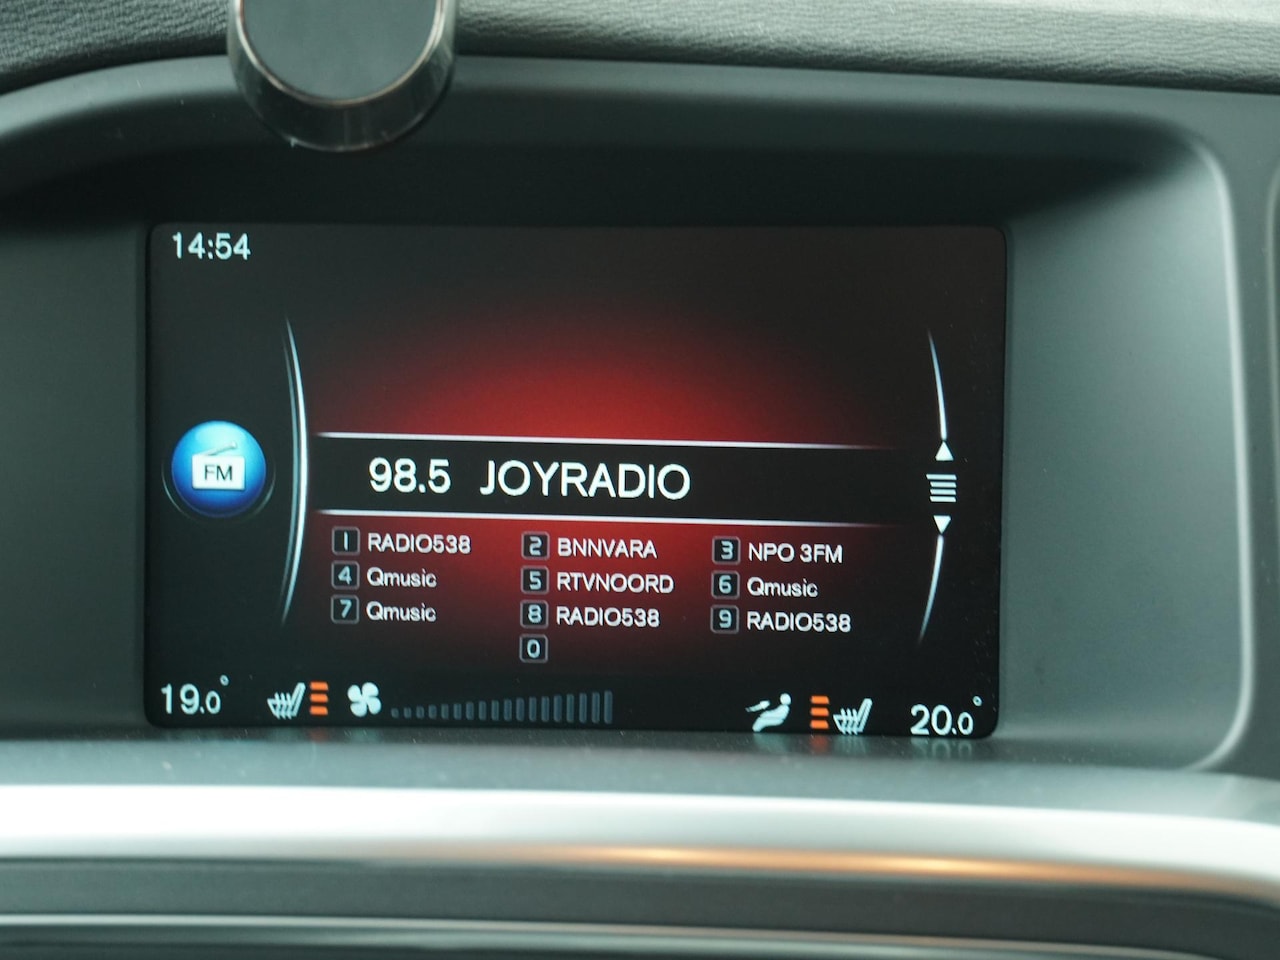 14:54
FM
98.5 JOYRADIO
1 RADIO538 2 BNNVARA 3 NPO 3FM
4 Qmusic 5 RTVNOORD 6 Qmusic
7 Qmusic 8 RADIO538 9 RADIO538
0
19.0° 20.0°